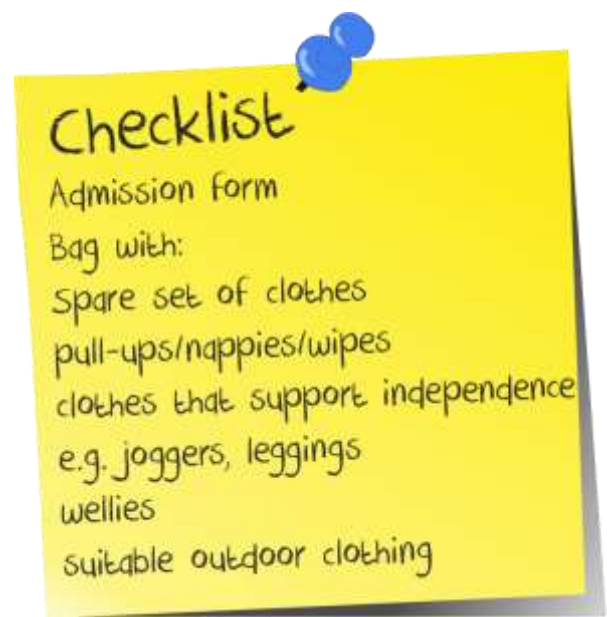 Checklist
Admission form
Bag with:
Spare set of clothes
pull-ups/nappies/wipes
clothes that support independence
e.g. joggers, leggings
wellies
suitable outdoor clothing